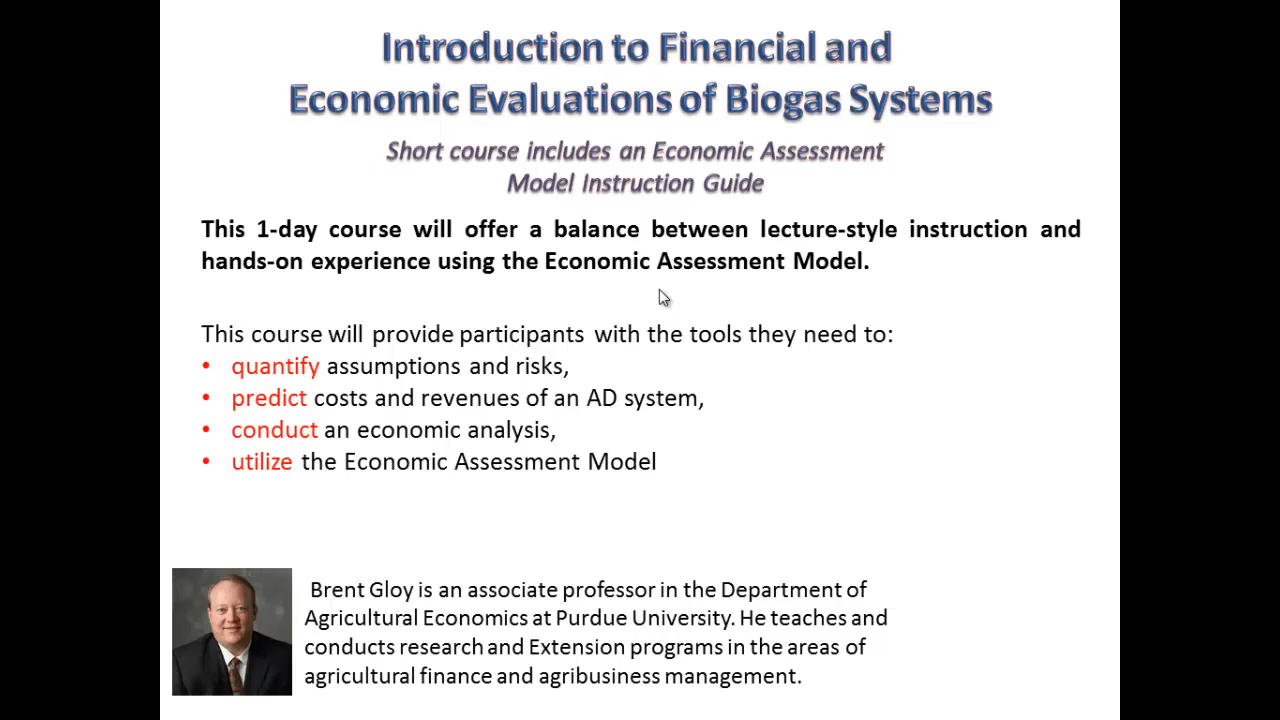 Introduction to Financial and
Economic Evaluations of Biogas Systems
Short course includes an Economic Assessment
Model Instruction Guide
This 1-day course will offer a balance between lecture-style instruction and
hands-on experience using the Economic Assessment Model.
This course will provide participants with the tools they need to:
• quantify assumptions and risks,
• predict costs and revenues of an AD system,
• conduct an economic analysis,
• utilize the Economic Assessment Model
Brent Gloy is an associate professor in the Department of
Agricultural Economics at Purdue University. He teaches and
conducts research and Extension programs in the areas of
agricultural finance and agribusiness management.